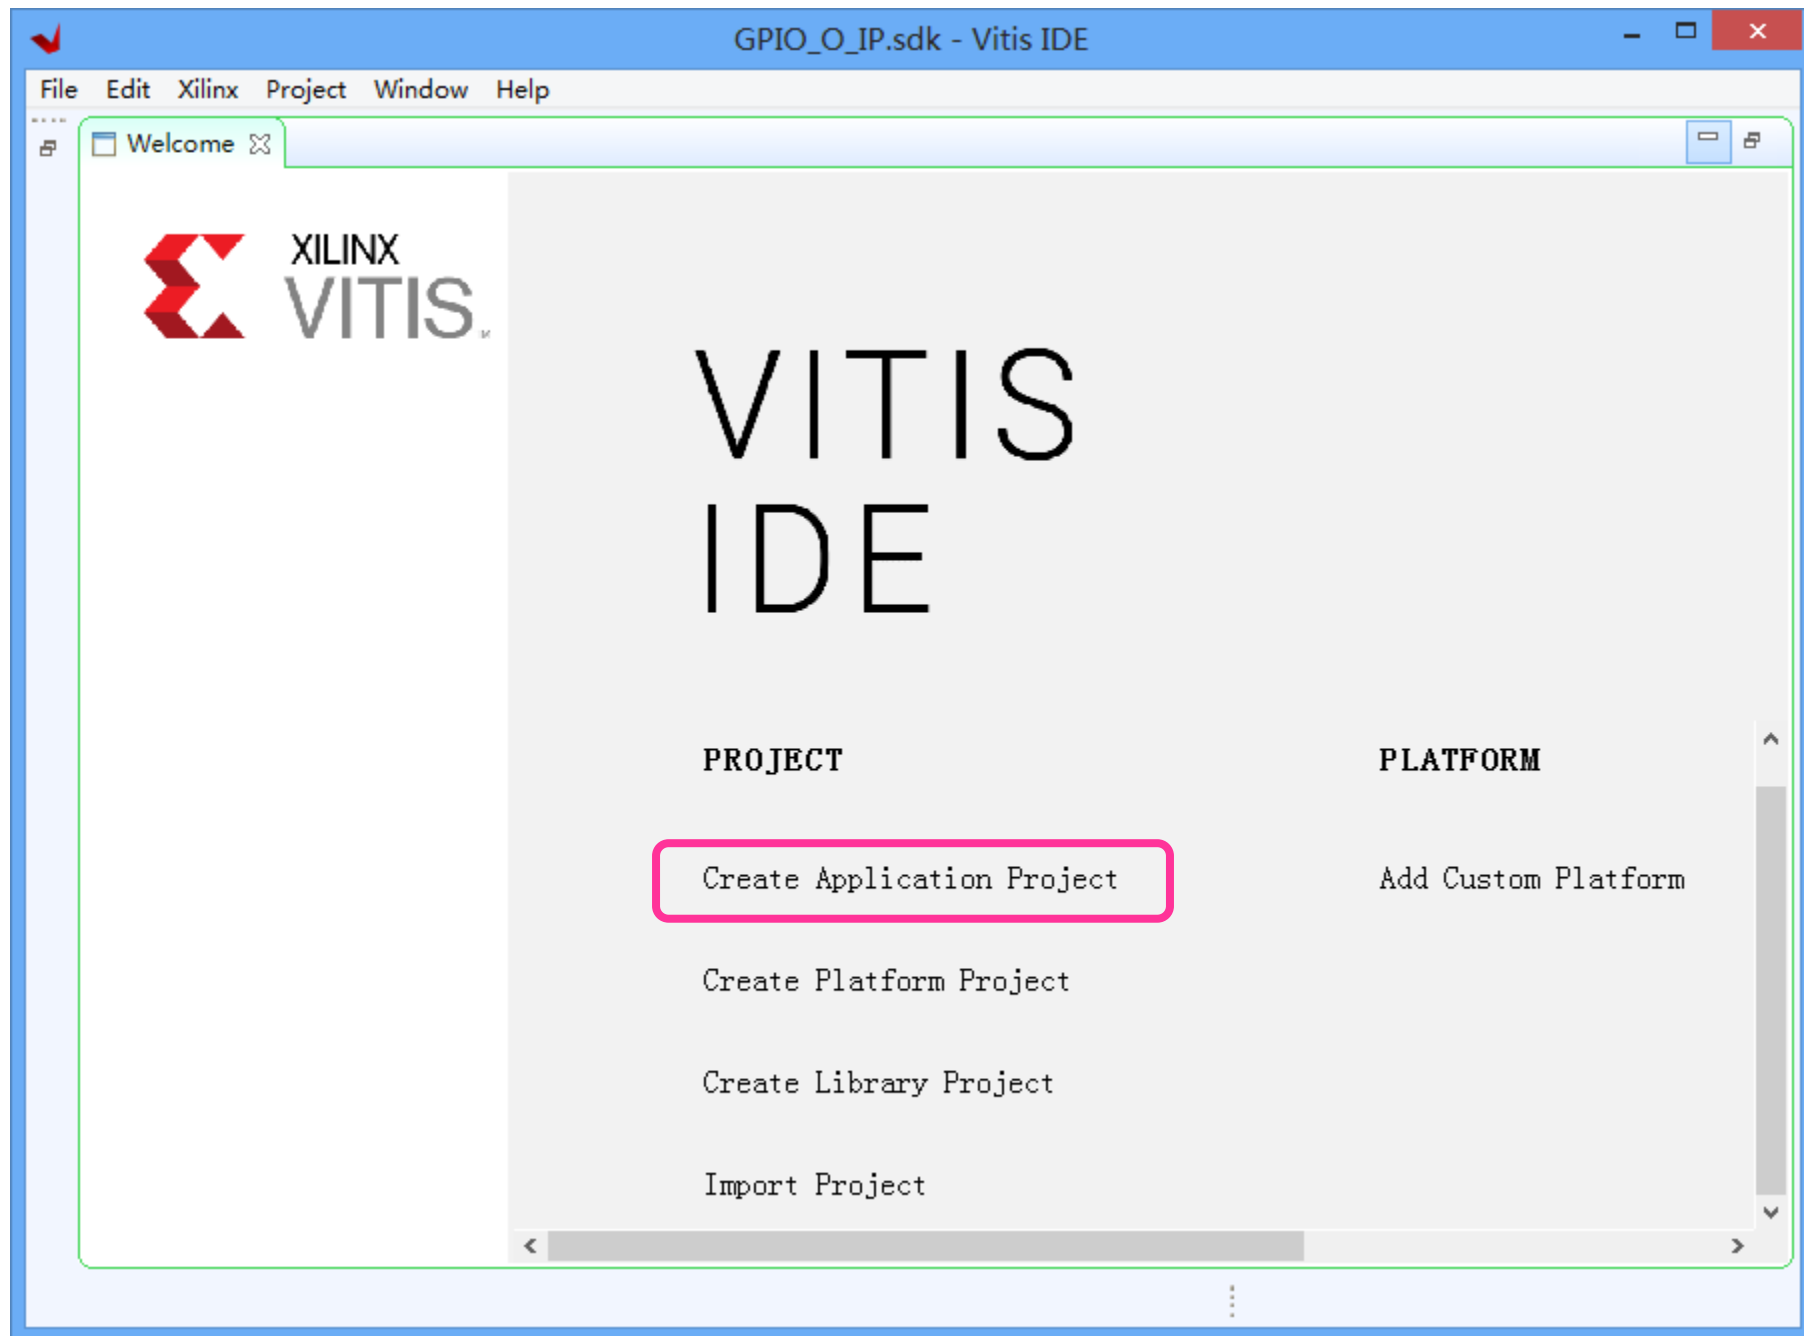 GPIO_O_IP.sdk - Vitis IDE
File Edit Xilinx Project Window Help
Welcome
XILINX
VITIS
VITIS
IDE
PROJECT PLATFORM
Create Application Project Add Custom Platform
Create Platform Project
Create Library Project
Import Project